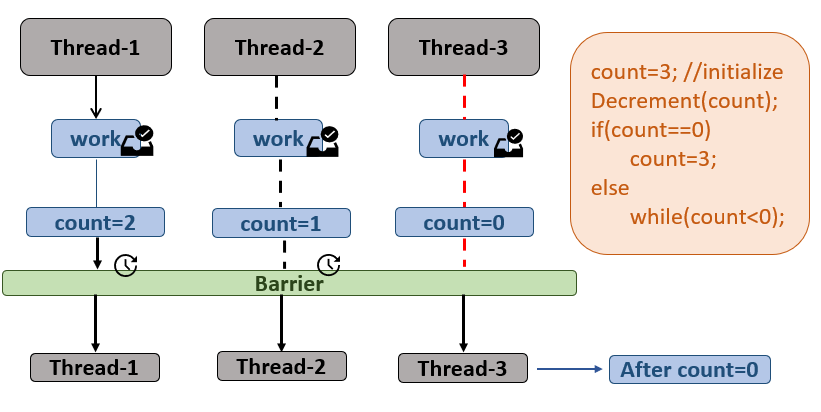 Thread-1
Thread-2
Thread-3
work
work
work
count=2
count=1
count=0
Barrier
Thread-1
Thread-2
Thread-3
After count=0
count=3; //initialize
Decrement(count);
if(count==0)
count=3;
else
while(count<0);